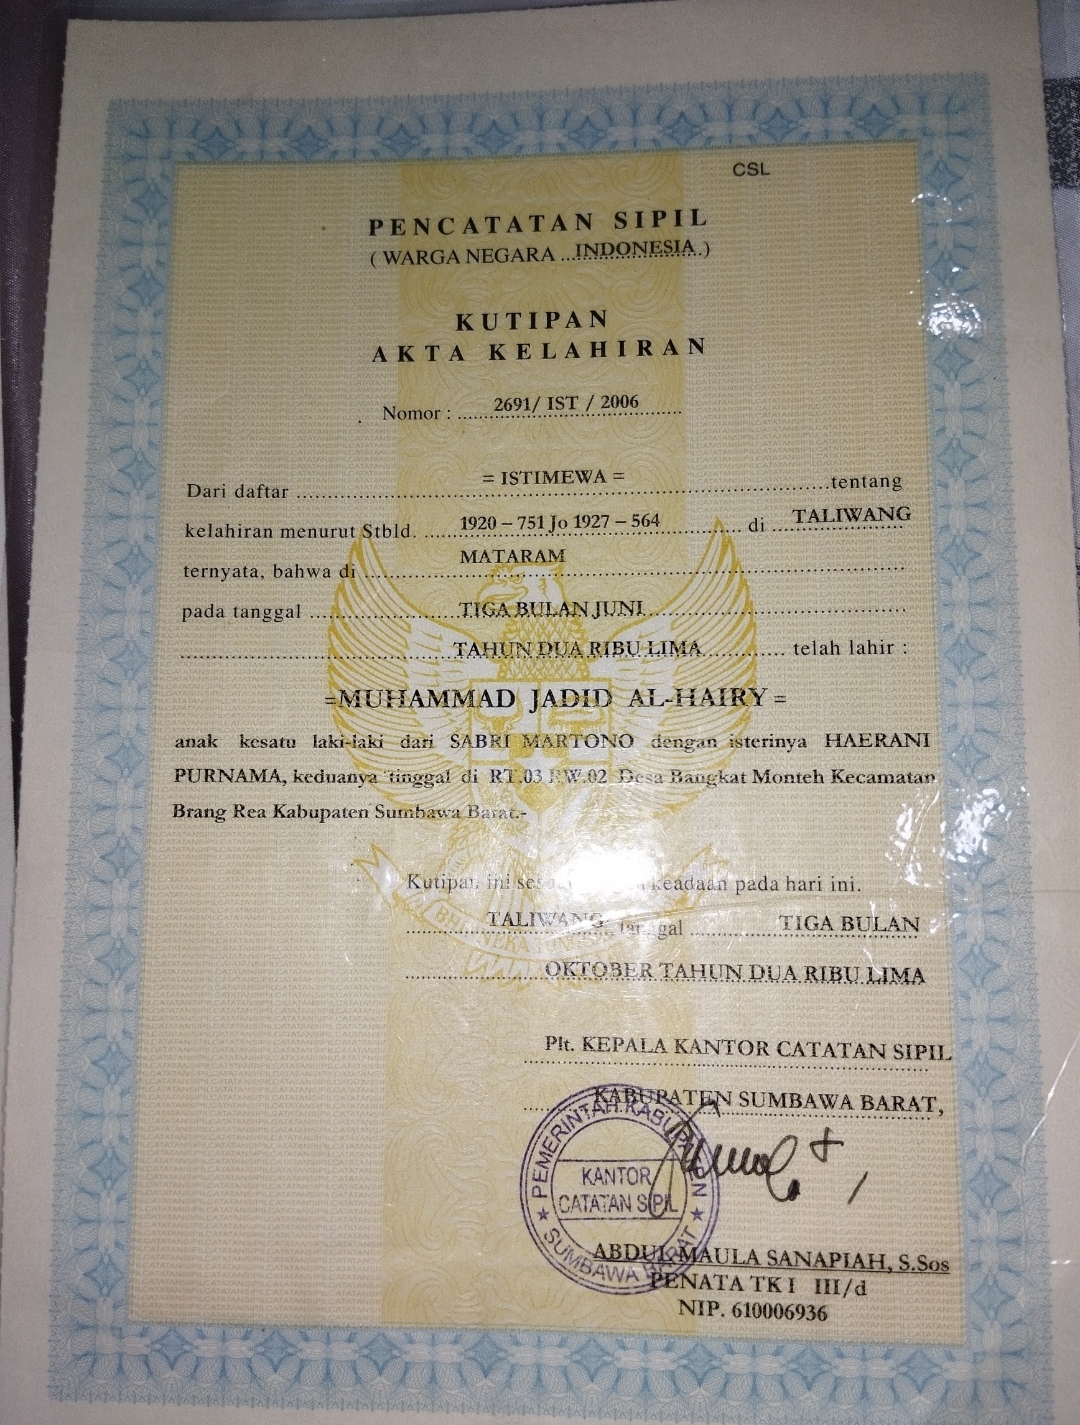 CSL
PENCATATAN SIPIL
( WARGA NEGARA ...INDONESIA..)
KUTIPAN
AKTA KELAHIRAN
Nomor : 2691/ IST / 2006
Dari daftar = ISTIMEWA = tentang
kelahiran menurut Stbld. 1920 – 751 Jo 1927 – 564 di TALIWANG
ternyata, bahwa di MATARAM
pada tanggal TIGA BULAN JUNI
TAHUN DUA RIBU LIMA telah lahir :
=MUHAMMAD JADID AL-HAIRY =
anak kesatu laki-laki dari SABRI MARTONO dengan isterinya HAERANI
PURNAMA, keduanya tinggal di RT.03 RW.02 Desa Bangkat Monteh Kecamatan
Brang Rea Kabupaten Sumbawa Barat.-
Kutipan ini keadaan pada hari ini.
TALIWANG, tanggal TIGA BULAN
OKTOBER TAHUN DUA RIBU LIMA
Plt. KEPALA KANTOR CATATAN SIPIL
KABUPATEN SUMBAWA BARAT,
PEMERINTAH KABUPATEN
KANTOR
CATATAN SIPIL
SUMBAWA BARAT
ABDUL MAULA SANAPIAH, S.Sos
PENATA TK I III/d
NIP. 610006936